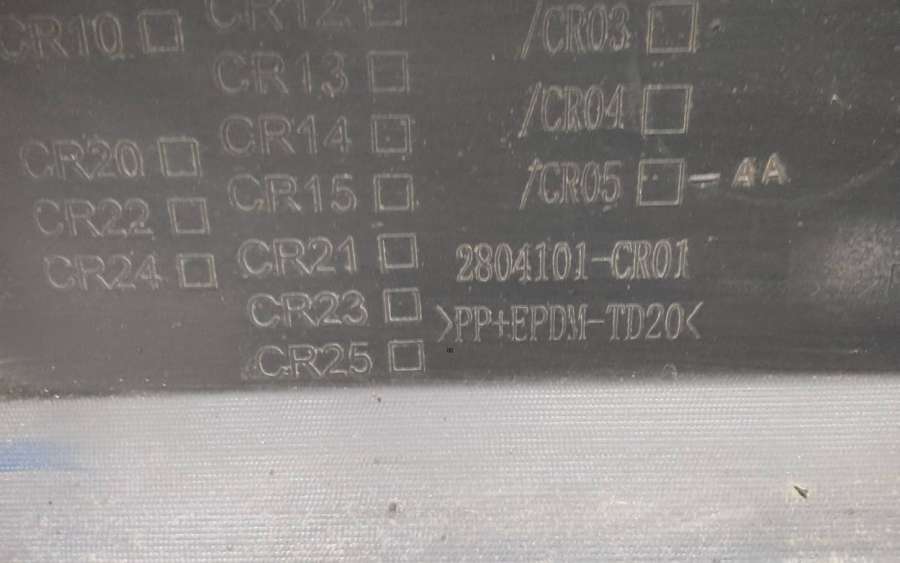 CR10 □
CR12 □
CR13 □
CR14 □
CR20 □
CR15 □
CR22 □
CR21 □
CR24 □
CR23 □
CR25 □
/CR03 □
/CR04 □
/CR05 □-4A
2804101-CR01
>PP+EPDM-TD20<